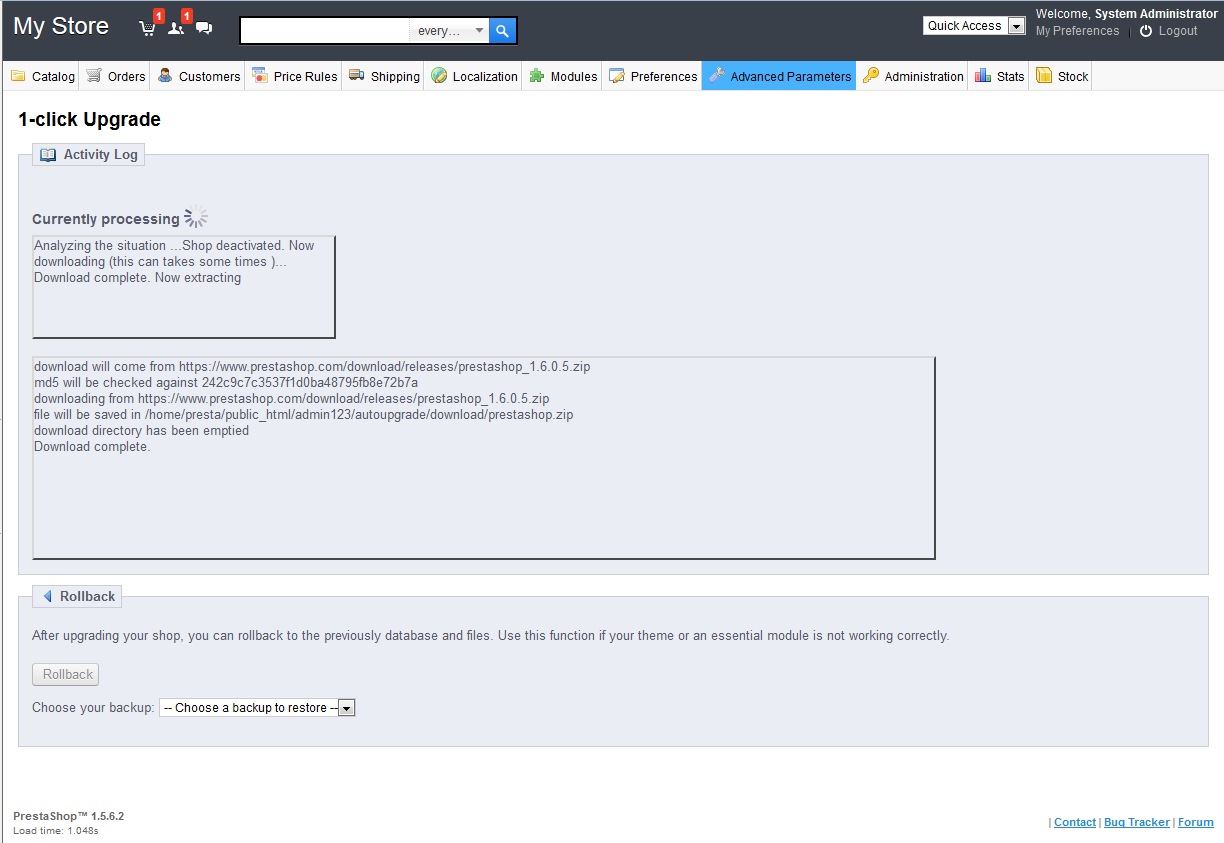 My Store
1
1
every...
Quick Access
Welcome, System Administrator
My Preferences
Logout
Catalog
Orders
Customers
Price Rules
Shipping
Localization
Modules
Preferences
Advanced Parameters
Administration
Stats
Stock
1-click Upgrade
Activity Log
Currently processing
Analyzing the situation ...Shop deactivated. Now
downloading (this can takes some times )...
Download complete. Now extracting
download will come from https://www.prestashop.com/download/releases/prestashop_1.6.0.5.zip
md5 will be checked against 242c9c7c3537f1d0ba48795fb8e72b7a
downloading from https://www.prestashop.com/download/releases/prestashop_1.6.0.5.zip
file will be saved in /home/presta/public_html/admin123/autoupgrade/download/prestashop.zip
download directory has been emptied
Download complete.
Rollback
After upgrading your shop, you can rollback to the previously database and files. Use this function if your theme or an essential module is not working correctly.
Rollback
Choose your backup: -- Choose a backup to restore --
PrestaShop™ 1.5.6.2
Load time: 1.048s
| Contact | Bug Tracker | Forum